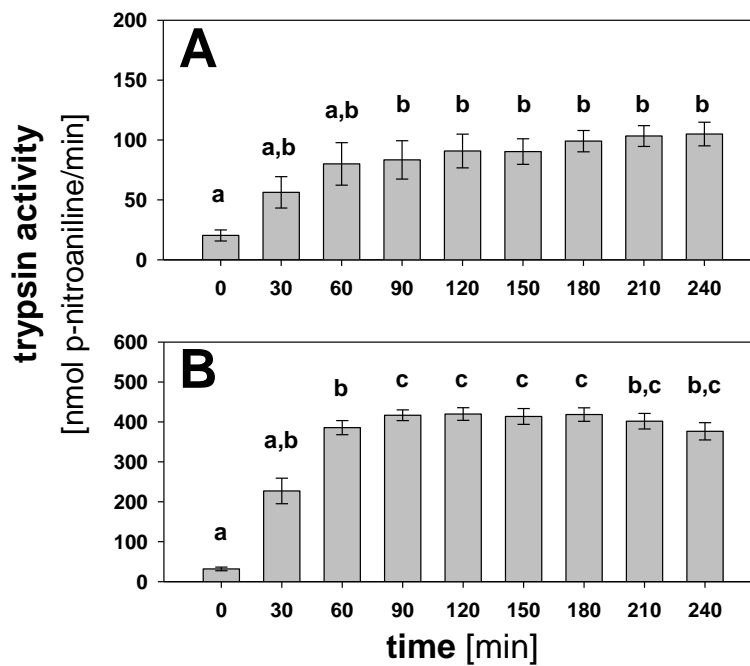 trypsin activity
[nmol p-nitroaniline/min]
A
200
150
100
50
0
a
a,b
a,b
b
b
b
b
b
b
0 30 60 90 120 150 180 210 240
B
600
500
400
300
200
100
0
a
a,b
b
c
c
c
c
b,c
b,c
0 30 60 90 120 150 180 210 240
time [min]